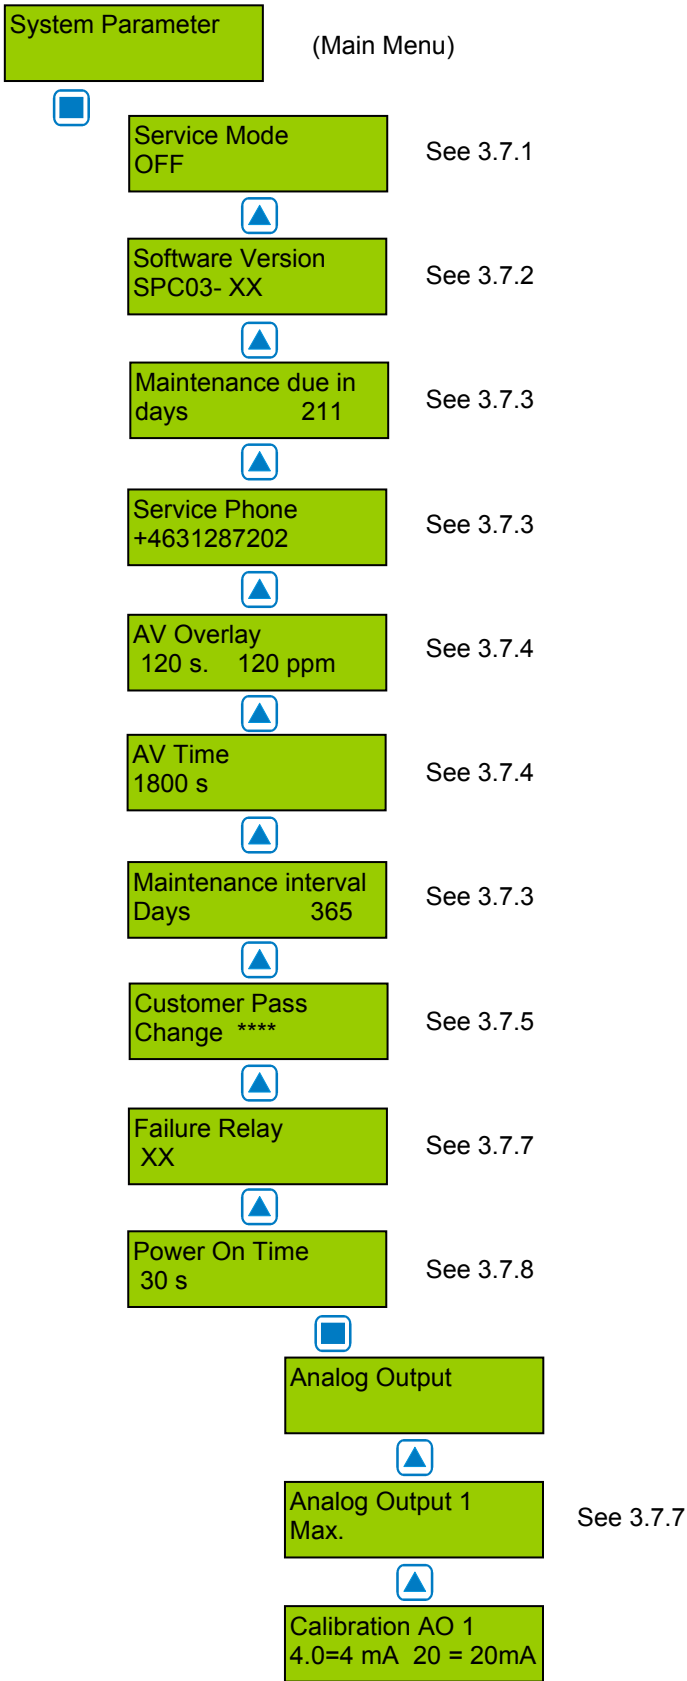 System Parameter
(Main Menu)
Service Mode
OFF
See 3.7.1
Software Version
SPC03- XX
See 3.7.2
Maintenance due in
days 211
See 3.7.3
Service Phone
+4631287202
See 3.7.3
AV Overlay
120 s. 120 ppm
See 3.7.4
AV Time
1800 s
See 3.7.4
Maintenance interval
Days 365
See 3.7.3
Customer Pass
Change ****
See 3.7.5
Failure Relay
XX
See 3.7.7
Power On Time
30 s
See 3.7.8
Analog Output
Analog Output 1
Max.
See 3.7.7
Calibration AO 1
4.0=4 mA 20 = 20mA